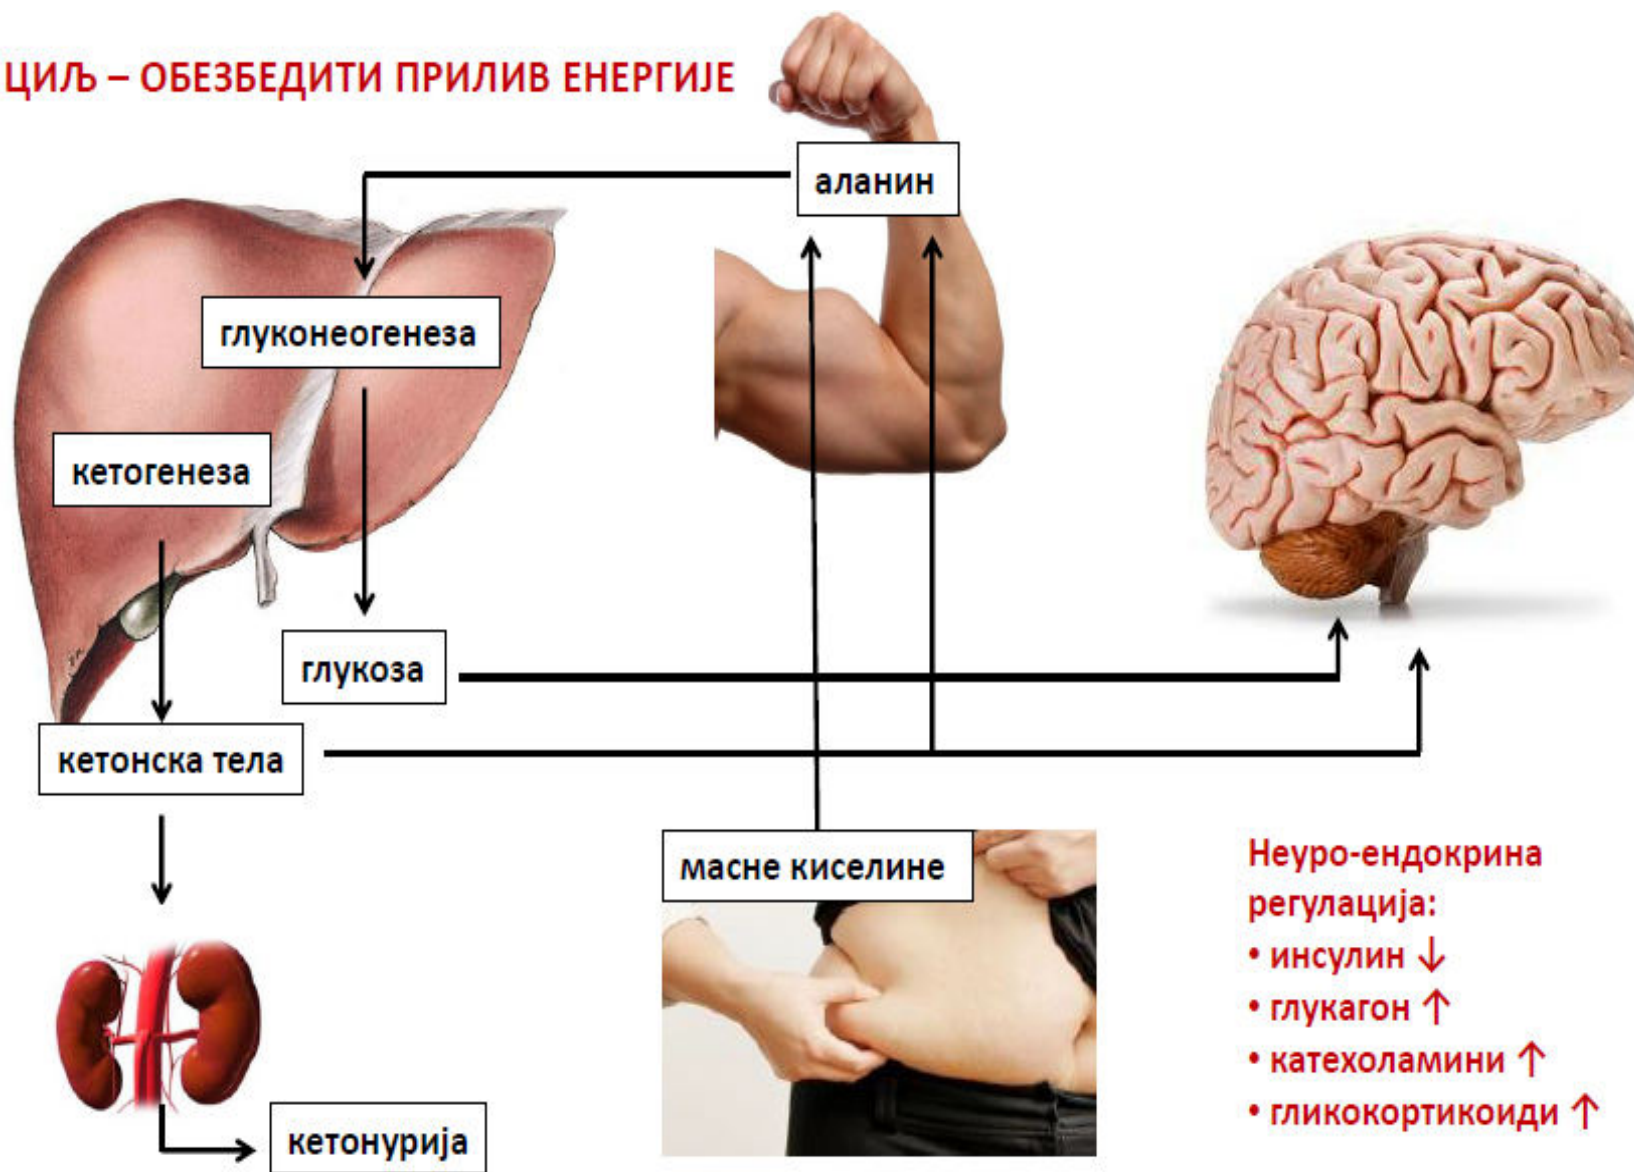 ЦИЉ – ОБЕЗБЕДИТИ ПРИЛИВ ЕНЕРГИЈЕ
аланин
глуконеогенеза
кетогенеза
глукоза
кетонска тела
масне киселине
Неуро-ендокрина
регулација:
• инсулин ↓
• глукагон ↑
• катехоламини ↑
• гликокортикоиди ↑
кетонурија